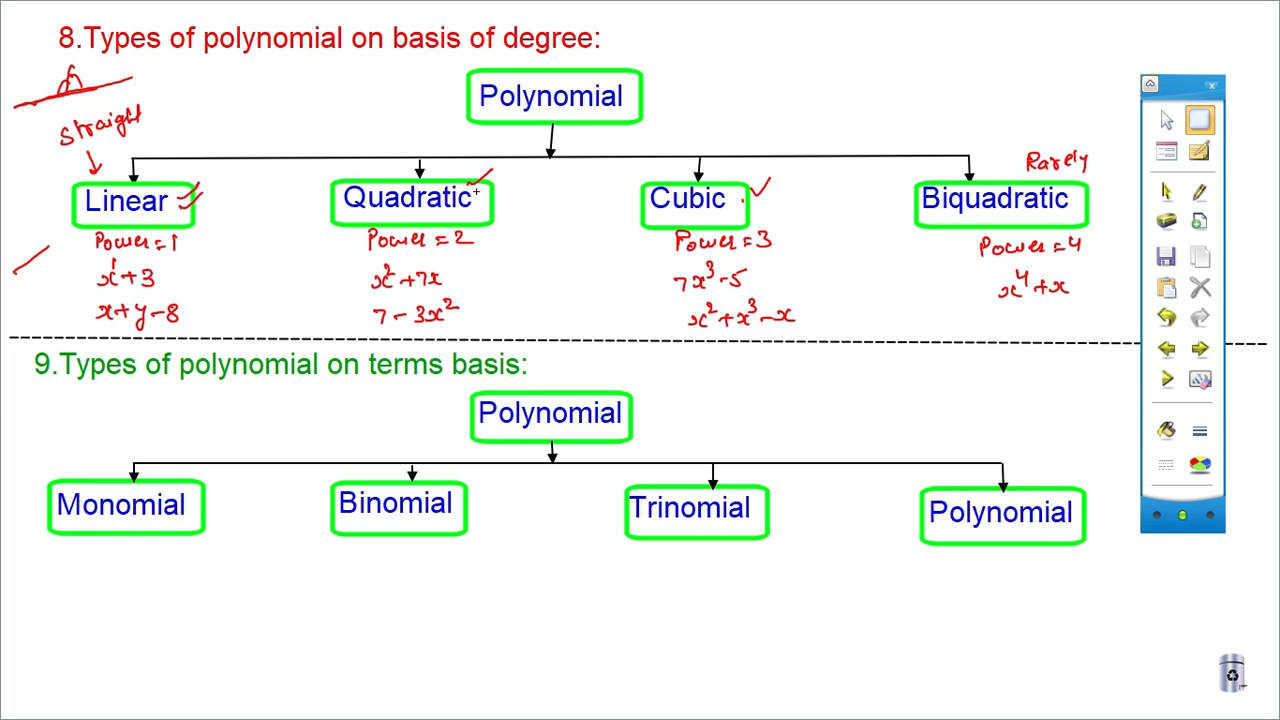 8.Types of polynomial on basis of degree:
Polynomial
Straight
Rarely
Linear
Quadratic
Cubic
Biquadratic
Power=1
Power=2
Power=3
Power=4
x¹+3
x²+7x
7x³-5
x⁴+x
x+y-8
7-3x²
x²+x³-x
9.Types of polynomial on terms basis:
Polynomial
Monomial
Binomial
Trinomial
Polynomial